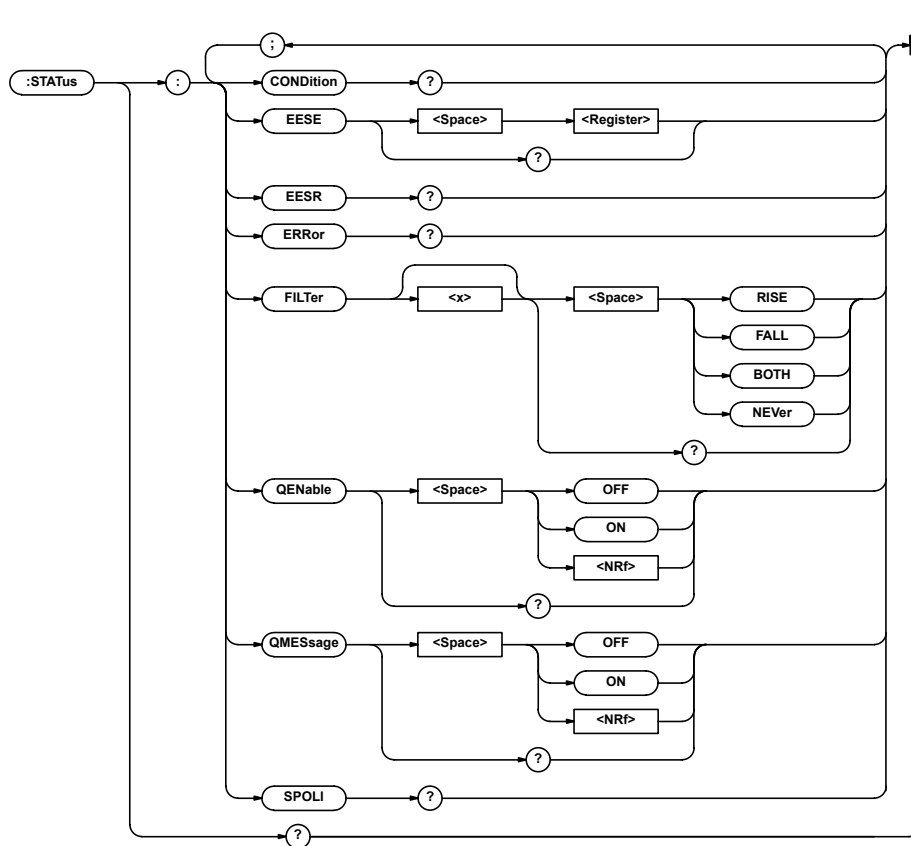 ;
:STATus : CONDition ?
EESE <Space> <Register>
?
EESR ?
ERRor ?
FILTer <x> <Space> RISE
FALL
BOTH
NEVer
?
QENable <Space> OFF
ON
<NRf>
?
QMESsage <Space> OFF
ON
<NRf>
?
SPOLl ?
?